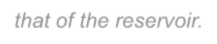 that of the reservoir.